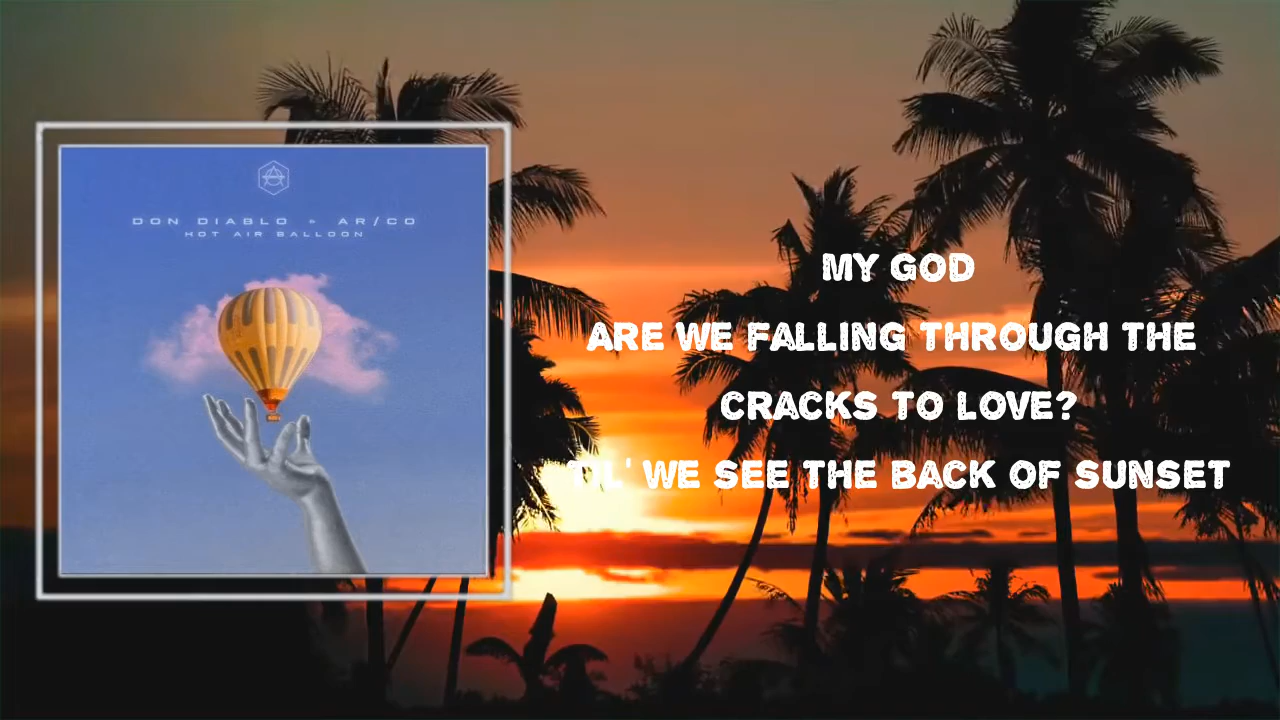 DON DIABLO + AR/CO
HOT AIR BALLOON
MY GOD
ARE WE FALLING THROUGH THE
CRACKS TO LOVE?
TIL' WE SEE THE BACK OF SUNSET